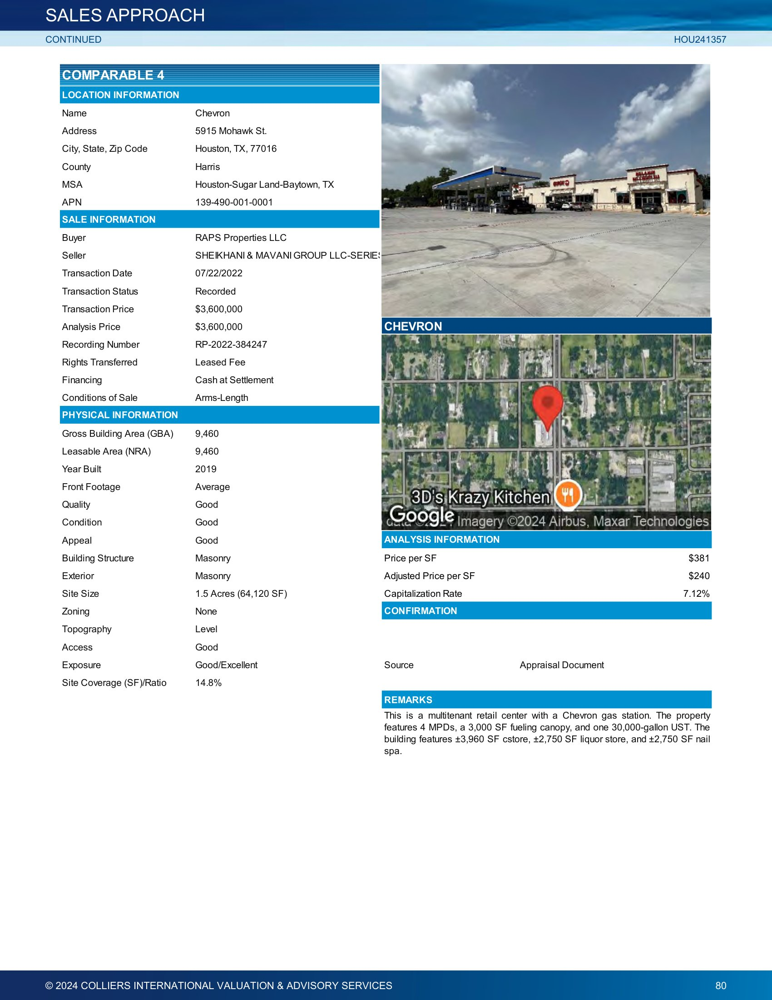 SALES APPROACH
CONTINUED HOU241357
COMPARABLE 4
LOCATION INFORMATION
Name Chevron
Address 5915 Mohawk St.
City, State, Zip Code Houston, TX, 77016
County Harris
MSA Houston-Sugar Land-Baytown, TX
APN 139-490-001-0001
SALE INFORMATION
Buyer RAPS Properties LLC
Seller SHEIKHANI & MAVANI GROUP LLC-SERIES
Transaction Date 07/22/2022
Transaction Status Recorded
Transaction Price $3,600,000
Analysis Price $3,600,000
Recording Number RP-2022-384247
Rights Transferred Leased Fee
Financing Cash at Settlement
Conditions of Sale Arms-Length
PHYSICAL INFORMATION
Gross Building Area (GBA) 9,460
Leasable Area (NRA) 9,460
Year Built 2019
Front Footage Average
Quality Good
Condition Good
Appeal Good
Building Structure Masonry
Exterior Masonry
Site Size 1.5 Acres (64,120 SF)
Zoning None
Topography Level
Access Good
Exposure Good/Excellent
Site Coverage (SF)/Ratio 14.8%
CHEVRON
3D's Krazy Kitchen
Google
Imagery ©2024 Airbus, Maxar Technologies
ANALYSIS INFORMATION
Price per SF $381
Adjusted Price per SF $240
Capitalization Rate 7.12%
CONFIRMATION
Source Appraisal Document
REMARKS
This is a multitenant retail center with a Chevron gas station. The property
features 4 MPDs, a 3,000 SF fueling canopy, and one 30,000-gallon UST. The
building features ±3,960 SF cstore, ±2,750 SF liquor store, and ±2,750 SF nail
spa.
© 2024 COLLIERS INTERNATIONAL VALUATION & ADVISORY SERVICES 80